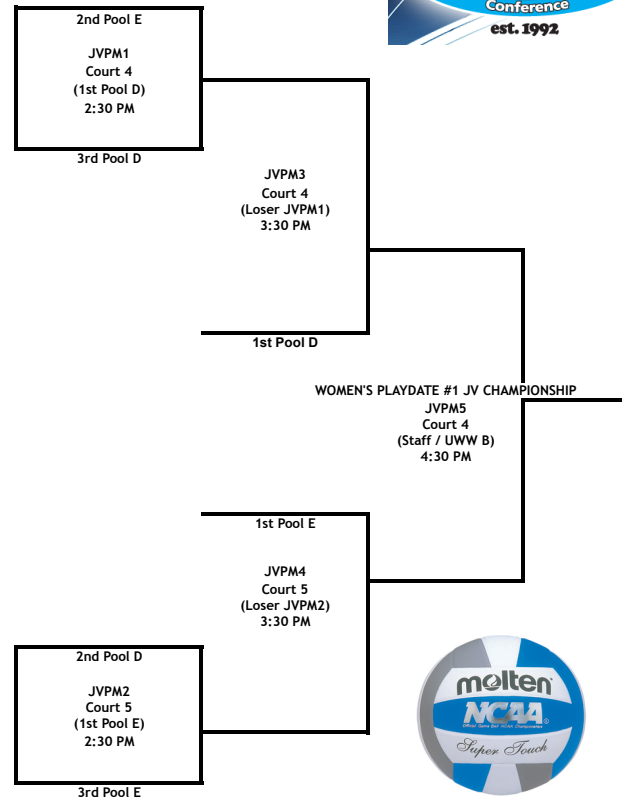 Conference
est. 1992
2nd Pool E
JVPM1
Court 4
(1st Pool D)
2:30 PM
3rd Pool D
JVPM3
Court 4
(Loser JVPM1)
3:30 PM
1st Pool D
WOMEN'S PLAYDATE #1 JV CHAMPIONSHIP
JVPM5
Court 4
(Staff / UWW B)
4:30 PM
1st Pool E
JVPM4
Court 5
(Loser JVPM2)
3:30 PM
2nd Pool D
JVPM2
Court 5
(1st Pool E)
2:30 PM
3rd Pool E
molten
NCAA
Super Touch